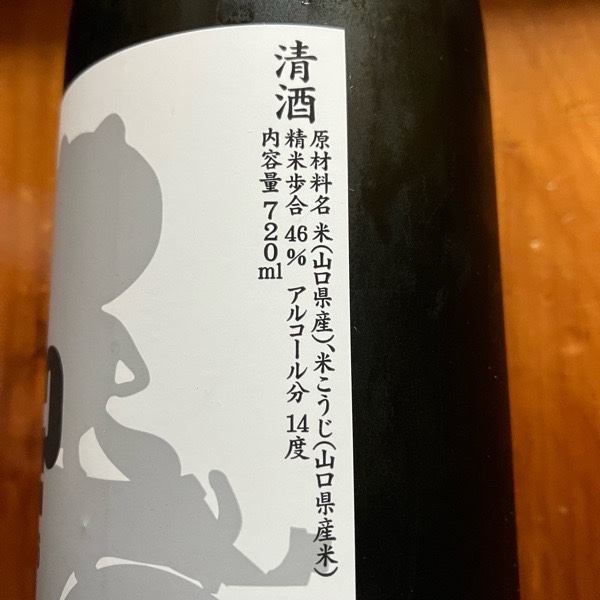 清酒
原材料名 米(山口県産)、米こうじ(山口県産米)
精米歩合 46% アルコール分 14度
内容量 720ml